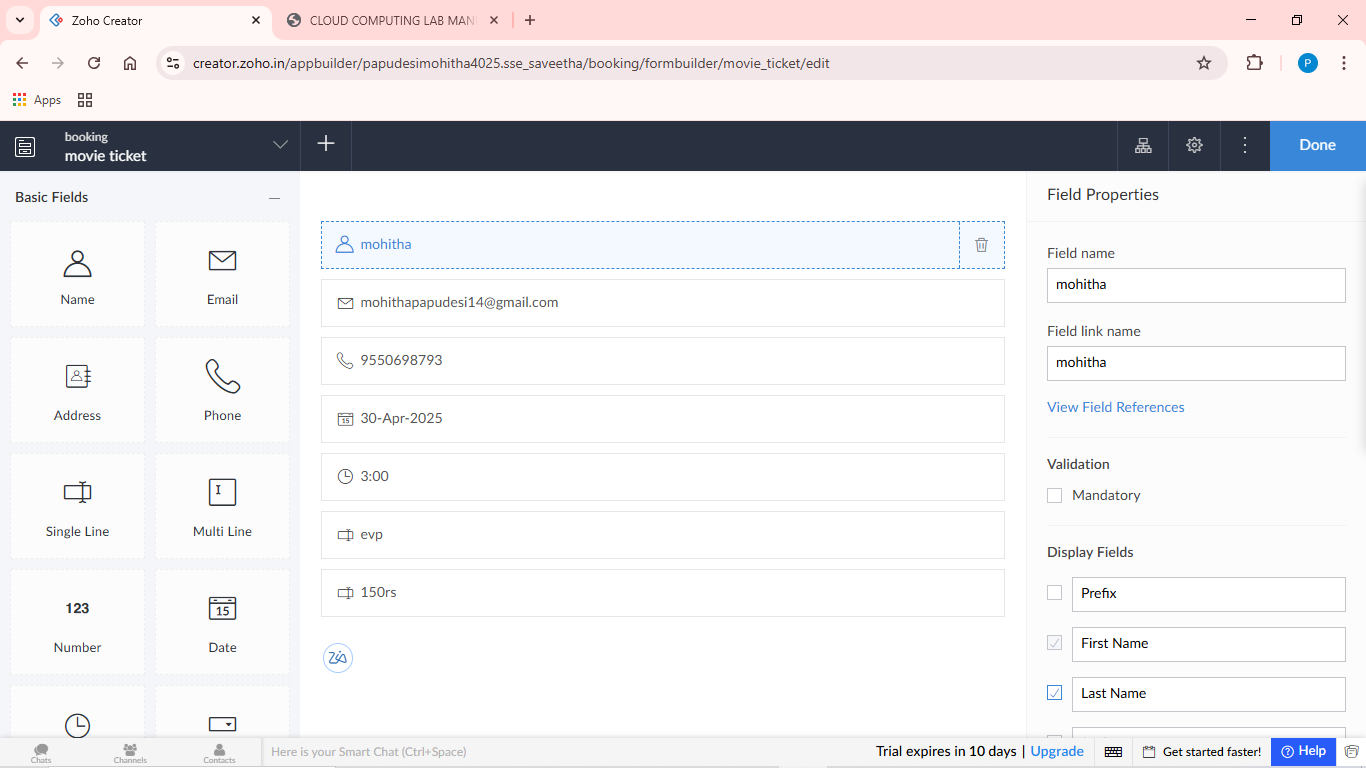 Zoho Creator
CLOUD COMPUTING LAB MAN
creator.zoho.in/appbuilder/papudesimohitha4025.sse_saveetha/booking/formbuilder/movie_ticket/edit
P
Apps
booking
movie ticket
Done
Basic Fields
Name
Email
Address
Phone
Single Line
Multi Line
123
Number
15
Date
mohitha
mohithapapudesi14@gmail.com
9550698793
15
30-Apr-2025
3:00
evp
150rs
Zia
Field Properties
Field name
mohitha
Field link name
mohitha
View Field References
Validation
Mandatory
Display Fields
Prefix
First Name
Last Name
Chats
Channels
Contacts
Here is your Smart Chat (Ctrl+Space)
Trial expires in 10 days | Upgrade
Get started faster!
Help